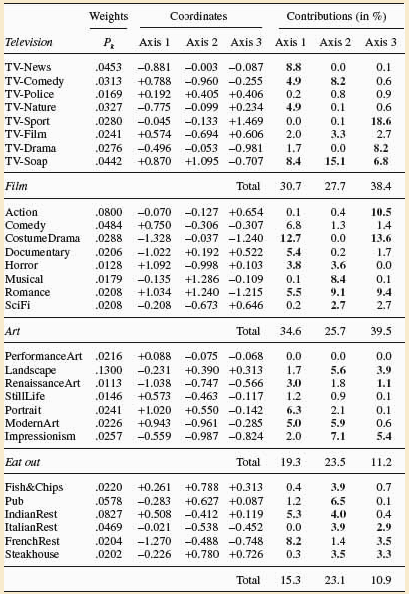 Weights Coordinates Contributions (in %)
Television Pk Axis 1 Axis 2 Axis 3 Axis 1 Axis 2 Axis 3
TV-News .0453 −0.881 −0.003 −0.087 8.8 0.0 0.1
TV-Comedy .0313 +0.788 −0.960 −0.255 4.9 8.2 0.6
TV-Police .0169 +0.192 +0.405 +0.406 0.2 0.8 0.9
TV-Nature .0327 −0.775 −0.099 +0.234 4.9 0.1 0.6
TV-Sport .0280 −0.045 −0.133 +1.469 0.0 0.1 18.6
TV-Film .0241 +0.574 −0.694 +0.606 2.0 3.3 2.7
TV-Drama .0276 −0.496 −0.053 −0.981 1.7 0.0 8.2
TV-Soap .0442 +0.870 +1.095 −0.707 8.4 15.1 6.8
Film Total 30.7 27.7 38.4
Action .0800 −0.070 −0.127 +0.654 0.1 0.4 10.5
Comedy .0484 +0.750 −0.306 −0.307 6.8 1.3 1.4
CostumeDrama .0288 −1.328 −0.037 −1.240 12.7 0.0 13.6
Documentary .0206 −1.022 +0.192 +0.522 5.4 0.2 1.7
Horror .0128 +1.092 −0.998 +0.103 3.8 3.6 0.0
Musical .0179 −0.135 +1.286 −0.109 0.1 8.4 0.1
Romance .0208 +1.034 +1.240 −1.215 5.5 9.1 9.4
SciFi .0208 −0.208 −0.673 +0.646 0.2 2.7 2.7
Art Total 34.6 25.7 39.5
PerformanceArt .0216 +0.088 −0.075 −0.068 0.0 0.0 0.0
Landscape .1300 −0.231 +0.390 +0.313 1.7 5.6 3.9
RenaissanceArt .0113 −1.038 −0.747 −0.566 3.0 1.8 1.1
StillLife .0146 +0.573 −0.463 −0.117 1.2 0.9 0.1
Portrait .0241 +1.020 +0.550 −0.142 6.3 2.1 0.1
ModernArt .0226 +0.943 −0.961 −0.285 5.0 5.9 0.6
Impressionism .0257 −0.559 −0.987 −0.824 2.0 7.1 5.4
Eat out Total 19.3 23.5 11.2
Fish&Chips .0220 +0.261 +0.788 +0.313 0.4 3.9 0.7
Pub .0578 −0.283 +0.627 +0.087 1.2 6.5 0.1
IndianRest .0827 +0.508 −0.412 +0.119 5.3 4.0 0.4
ItalianRest .0469 −0.021 −0.538 −0.452 0.0 3.9 2.9
FrenchRest .0204 −1.270 −0.488 −0.748 8.2 1.4 3.5
Steakhouse .0202 −0.226 +0.780 +0.726 0.3 3.5 3.3
Total 15.3 23.1 10.9